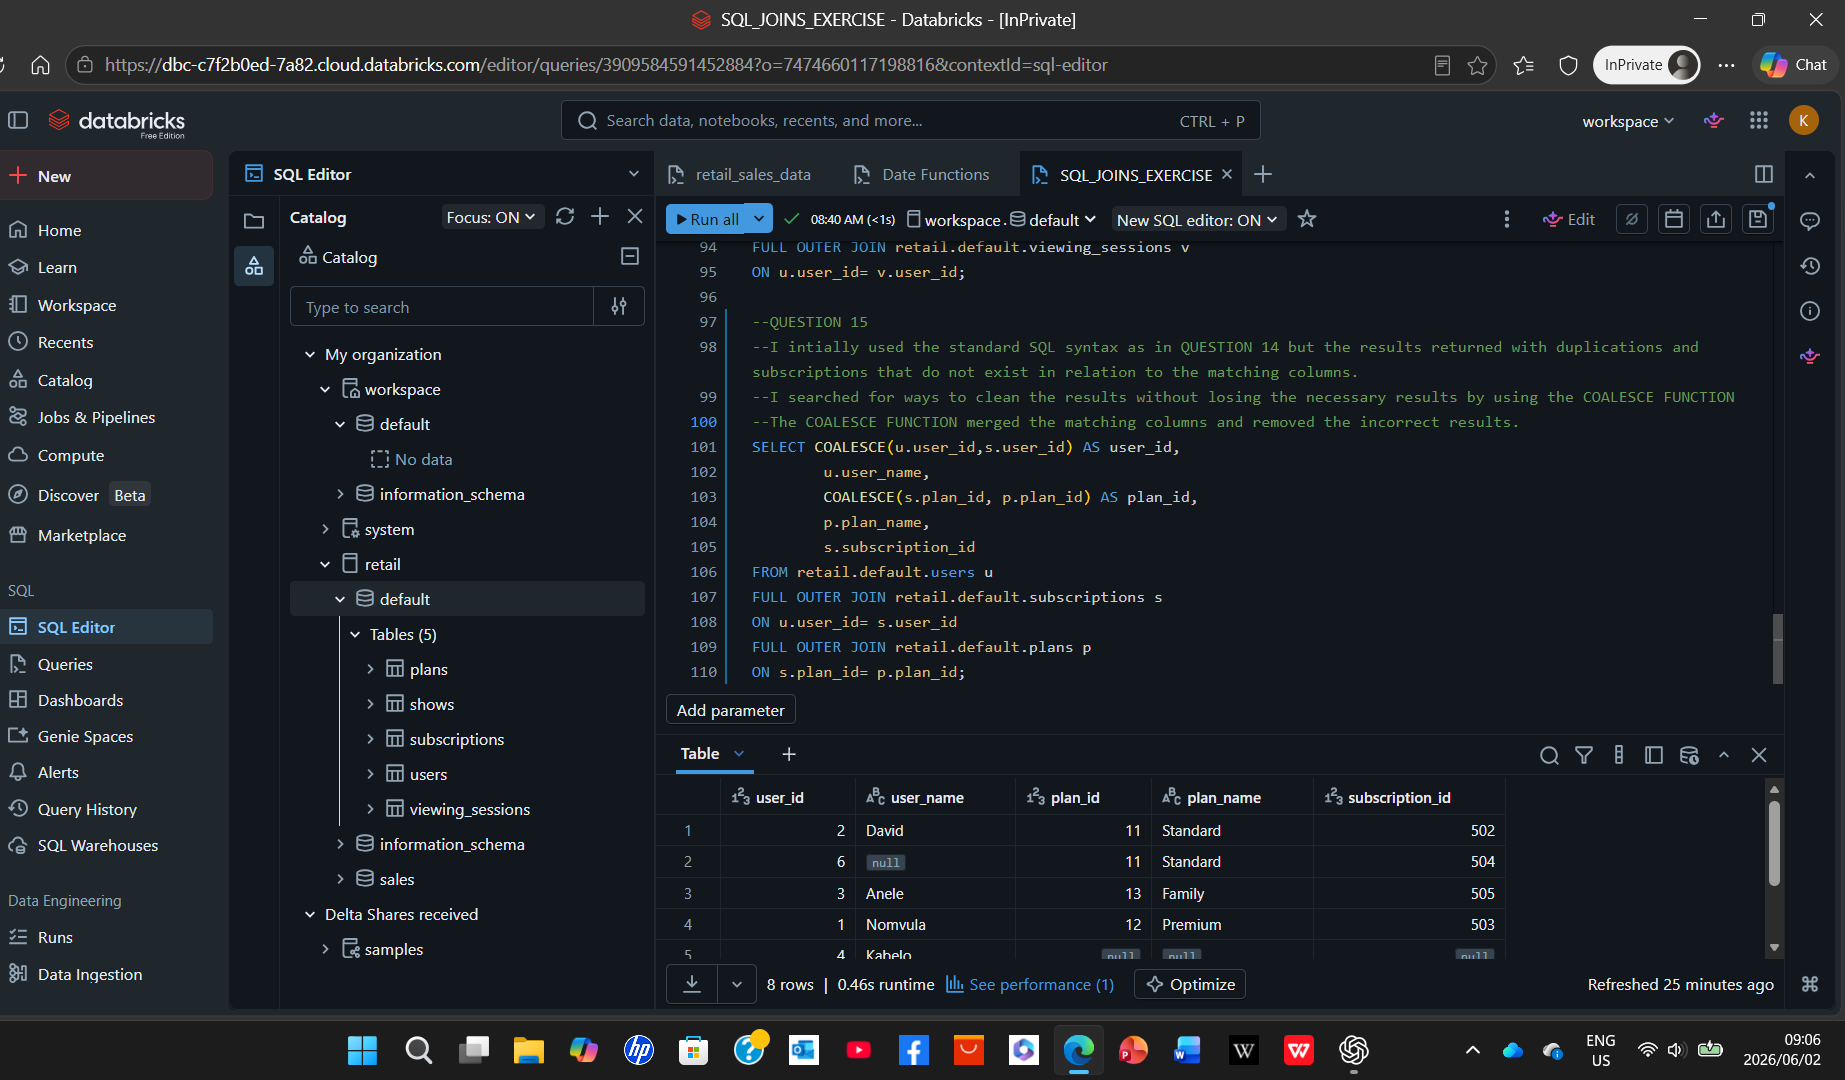 SQL_JOINS_EXERCISE - Databricks - [InPrivate]
https://dbc-c7f2b0ed-7a82.cloud.databricks.com/editor/queries/3909584591452884?o=7474660117198816&contextId=sql-editor
InPrivate
Chat
databricks
Free Edition
Search data, notebooks, recents, and more...
CTRL + P
workspace
K
New
Home
Learn
Workspace
Recents
Catalog
Jobs & Pipelines
Compute
Discover Beta
Marketplace
SQL
SQL Editor
Queries
Dashboards
Genie Spaces
Alerts
Query History
SQL Warehouses
Data Engineering
Runs
Data Ingestion
SQL Editor
Catalog
Focus: ON
Catalog
Type to search
My organization
workspace
default
No data
information_schema
system
retail
default
Tables (5)
plans
shows
subscriptions
users
viewing_sessions
information_schema
sales
Delta Shares received
samples
retail_sales_data
Date Functions
SQL_JOINS_EXERCISE
Run all
08:40 AM (<1s)
workspace.
default
New SQL editor: ON
Edit
94 FULL OUTER JOIN retail.default.viewing_sessions v
95 ON u.user_id= v.user_id;
96
97 --QUESTION 15
98 --I intially used the standard SQL syntax as in QUESTION 14 but the results returned with duplications and
subscriptions that do not exist in relation to the matching columns.
99 --I searched for ways to clean the results without losing the necessary results by using the COALESCE FUNCTION
100 --The COALESCE FUNCTION merged the matching columns and removed the incorrect results.
101 SELECT COALESCE(u.user_id,s.user_id) AS user_id,
102 u.user_name,
103 COALESCE(s.plan_id, p.plan_id) AS plan_id,
104 p.plan_name,
105 s.subscription_id
106 FROM retail.default.users u
107 FULL OUTER JOIN retail.default.subscriptions s
108 ON u.user_id= s.user_id
109 FULL OUTER JOIN retail.default.plans p
110 ON s.plan_id= p.plan_id;
Add parameter
Table
user_id user_name plan_id plan_name subscription_id
1 2 David 11 Standard 502
2 6 null 11 Standard 504
3 3 Anele 13 Family 505
4 1 Nomvula 12 Premium 503
5 4 Kabelo null null null
8 rows | 0.46s runtime
See performance (1)
Optimize
Refreshed 25 minutes ago
ENG
US
09:06
2026/06/02